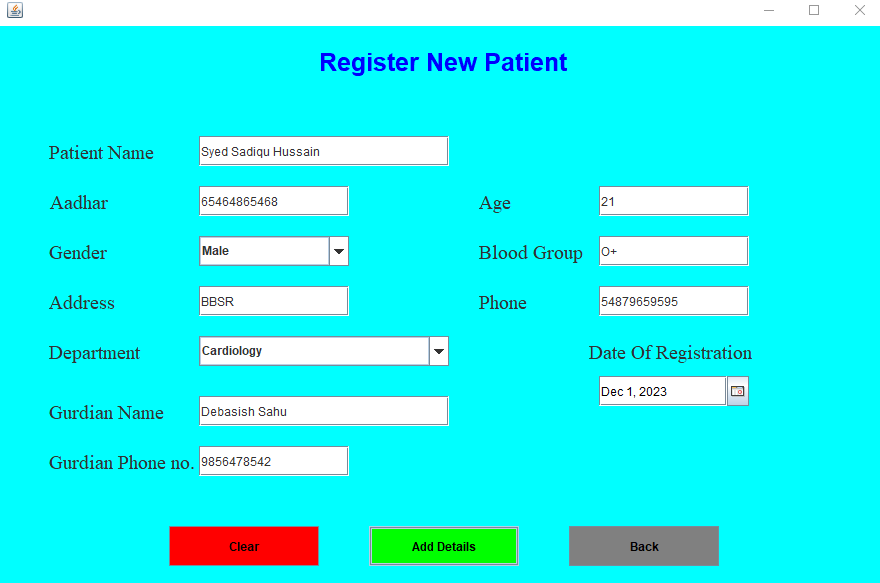 Register New Patient
Patient Name Syed Sadiqu Hussain
Aadhar 65464865468 Age 21
Gender Male Blood Group O+
Address BBSR Phone 54879659595
Department Cardiology Date Of Registration
Dec 1, 2023
Gurdian Name Debasish Sahu
Gurdian Phone no. 9856478542
Clear Add Details Back